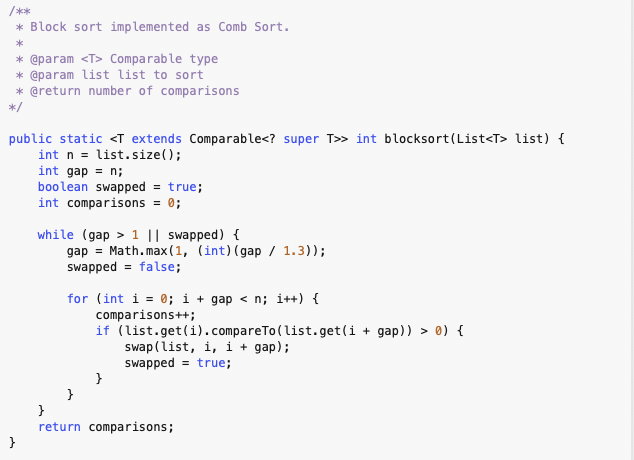 /**
 * Block sort implemented as Comb Sort.
 *
 * @param <T> Comparable type
 * @param list list to sort
 * @return number of comparisons
*/

public static <T extends Comparable<? super T>> int blocksort(List<T> list) {
    int n = list.size();
    int gap = n;
    boolean swapped = true;
    int comparisons = 0;

    while (gap > 1 || swapped) {
        gap = Math.max(1, (int)(gap / 1.3));
        swapped = false;

        for (int i = 0; i + gap < n; i++) {
            comparisons++;
            if (list.get(i).compareTo(list.get(i + gap)) > 0) {
                swap(list, i, i + gap);
                swapped = true;
            }
        }
    }
    return comparisons;
}